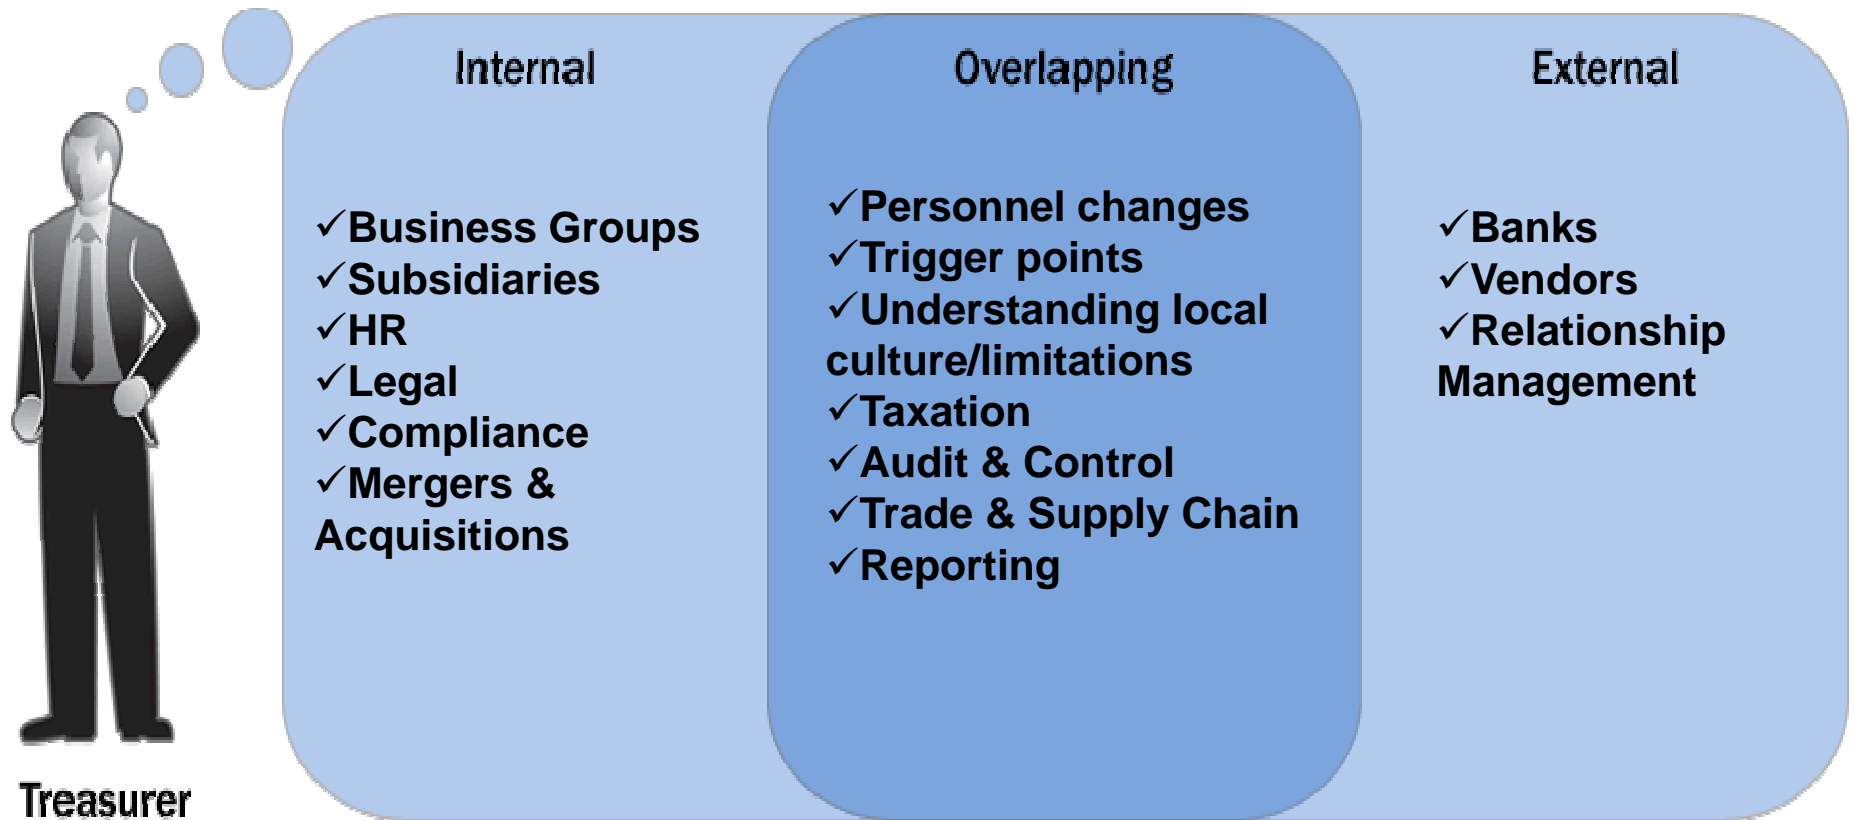 Internal
✓Business Groups
✓Subsidiaries
✓HR
✓Legal
✓Compliance
✓Mergers &
Acquisitions
Overlapping
✓Personnel changes
✓Trigger points
✓Understanding local
culture/limitations
✓Taxation
✓Audit & Control
✓Trade & Supply Chain
✓Reporting
External
✓Banks
✓Vendors
✓Relationship
Management
Treasurer